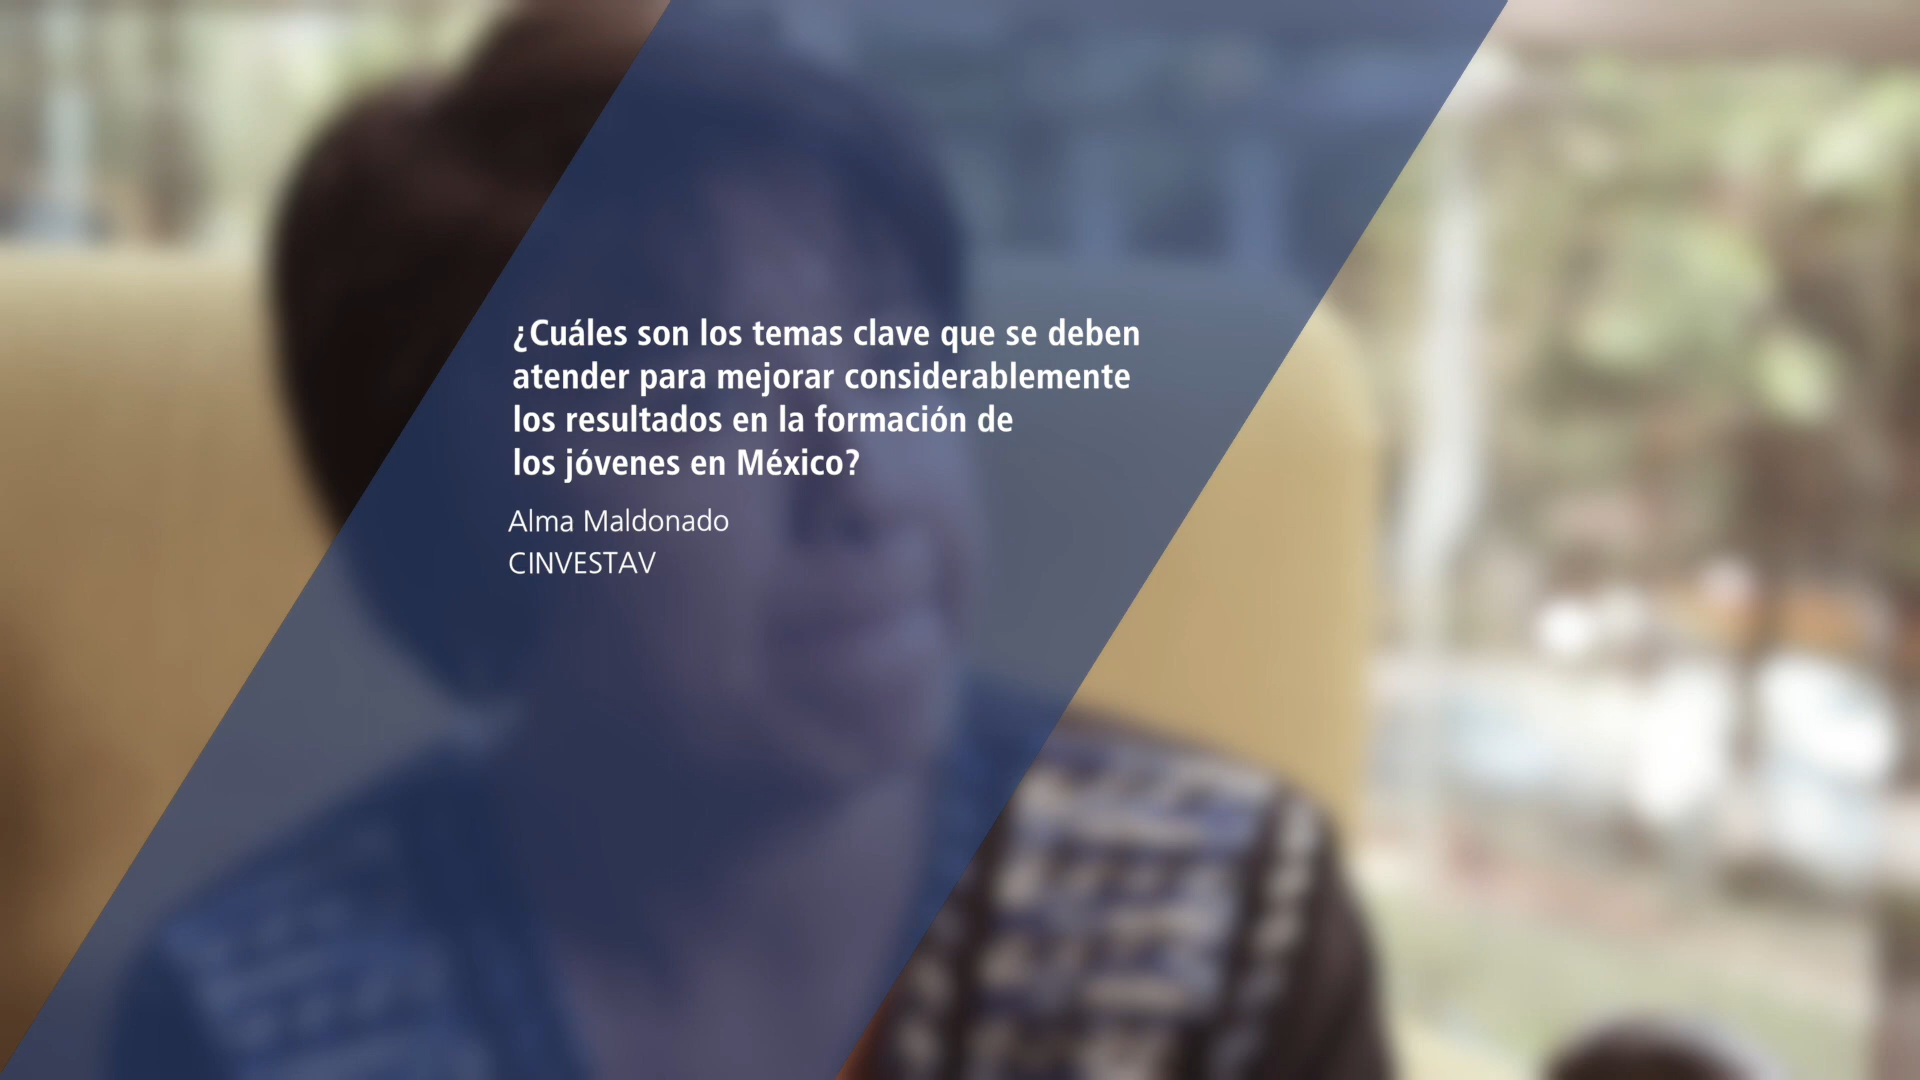 ¿Cuáles son los temas clave que se deben
atender para mejorar considerablemente
los resultados en la formación de
los jóvenes en México?
Alma Maldonado
CINVESTAV